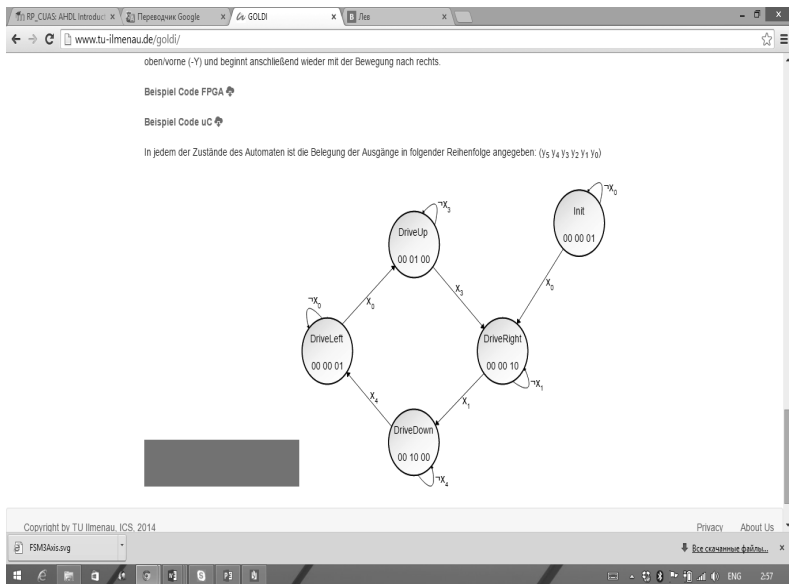 RP_CUAS: AHDL Introduct
Переводчик Google
GOLDI
Лев
www.tu-ilmenau.de/goldi/
oben/vorne (-Y) und beginnt anschließend wieder mit der Bewegung nach rechts.
Beispiel Code FPGA
Beispiel Code uC
In jedem der Zustände des Automaten ist die Belegung der Ausgänge in folgender Reihenfolge angegeben: (y5 y4 y3 y2 y1 y0)
¬x0
Init
00 00 01
x0
¬x3
DriveUp
00 01 00
x3
x0
¬x0
DriveLeft
00 00 01
DriveRight
00 00 10
¬x1
x4
x1
DriveDown
00 10 00
¬x4
Copyright by TU Ilmenau, ICS, 2014
Privacy
About Us
FSM3Axis.svg
Все скачанные файлы...
ENG
2:57